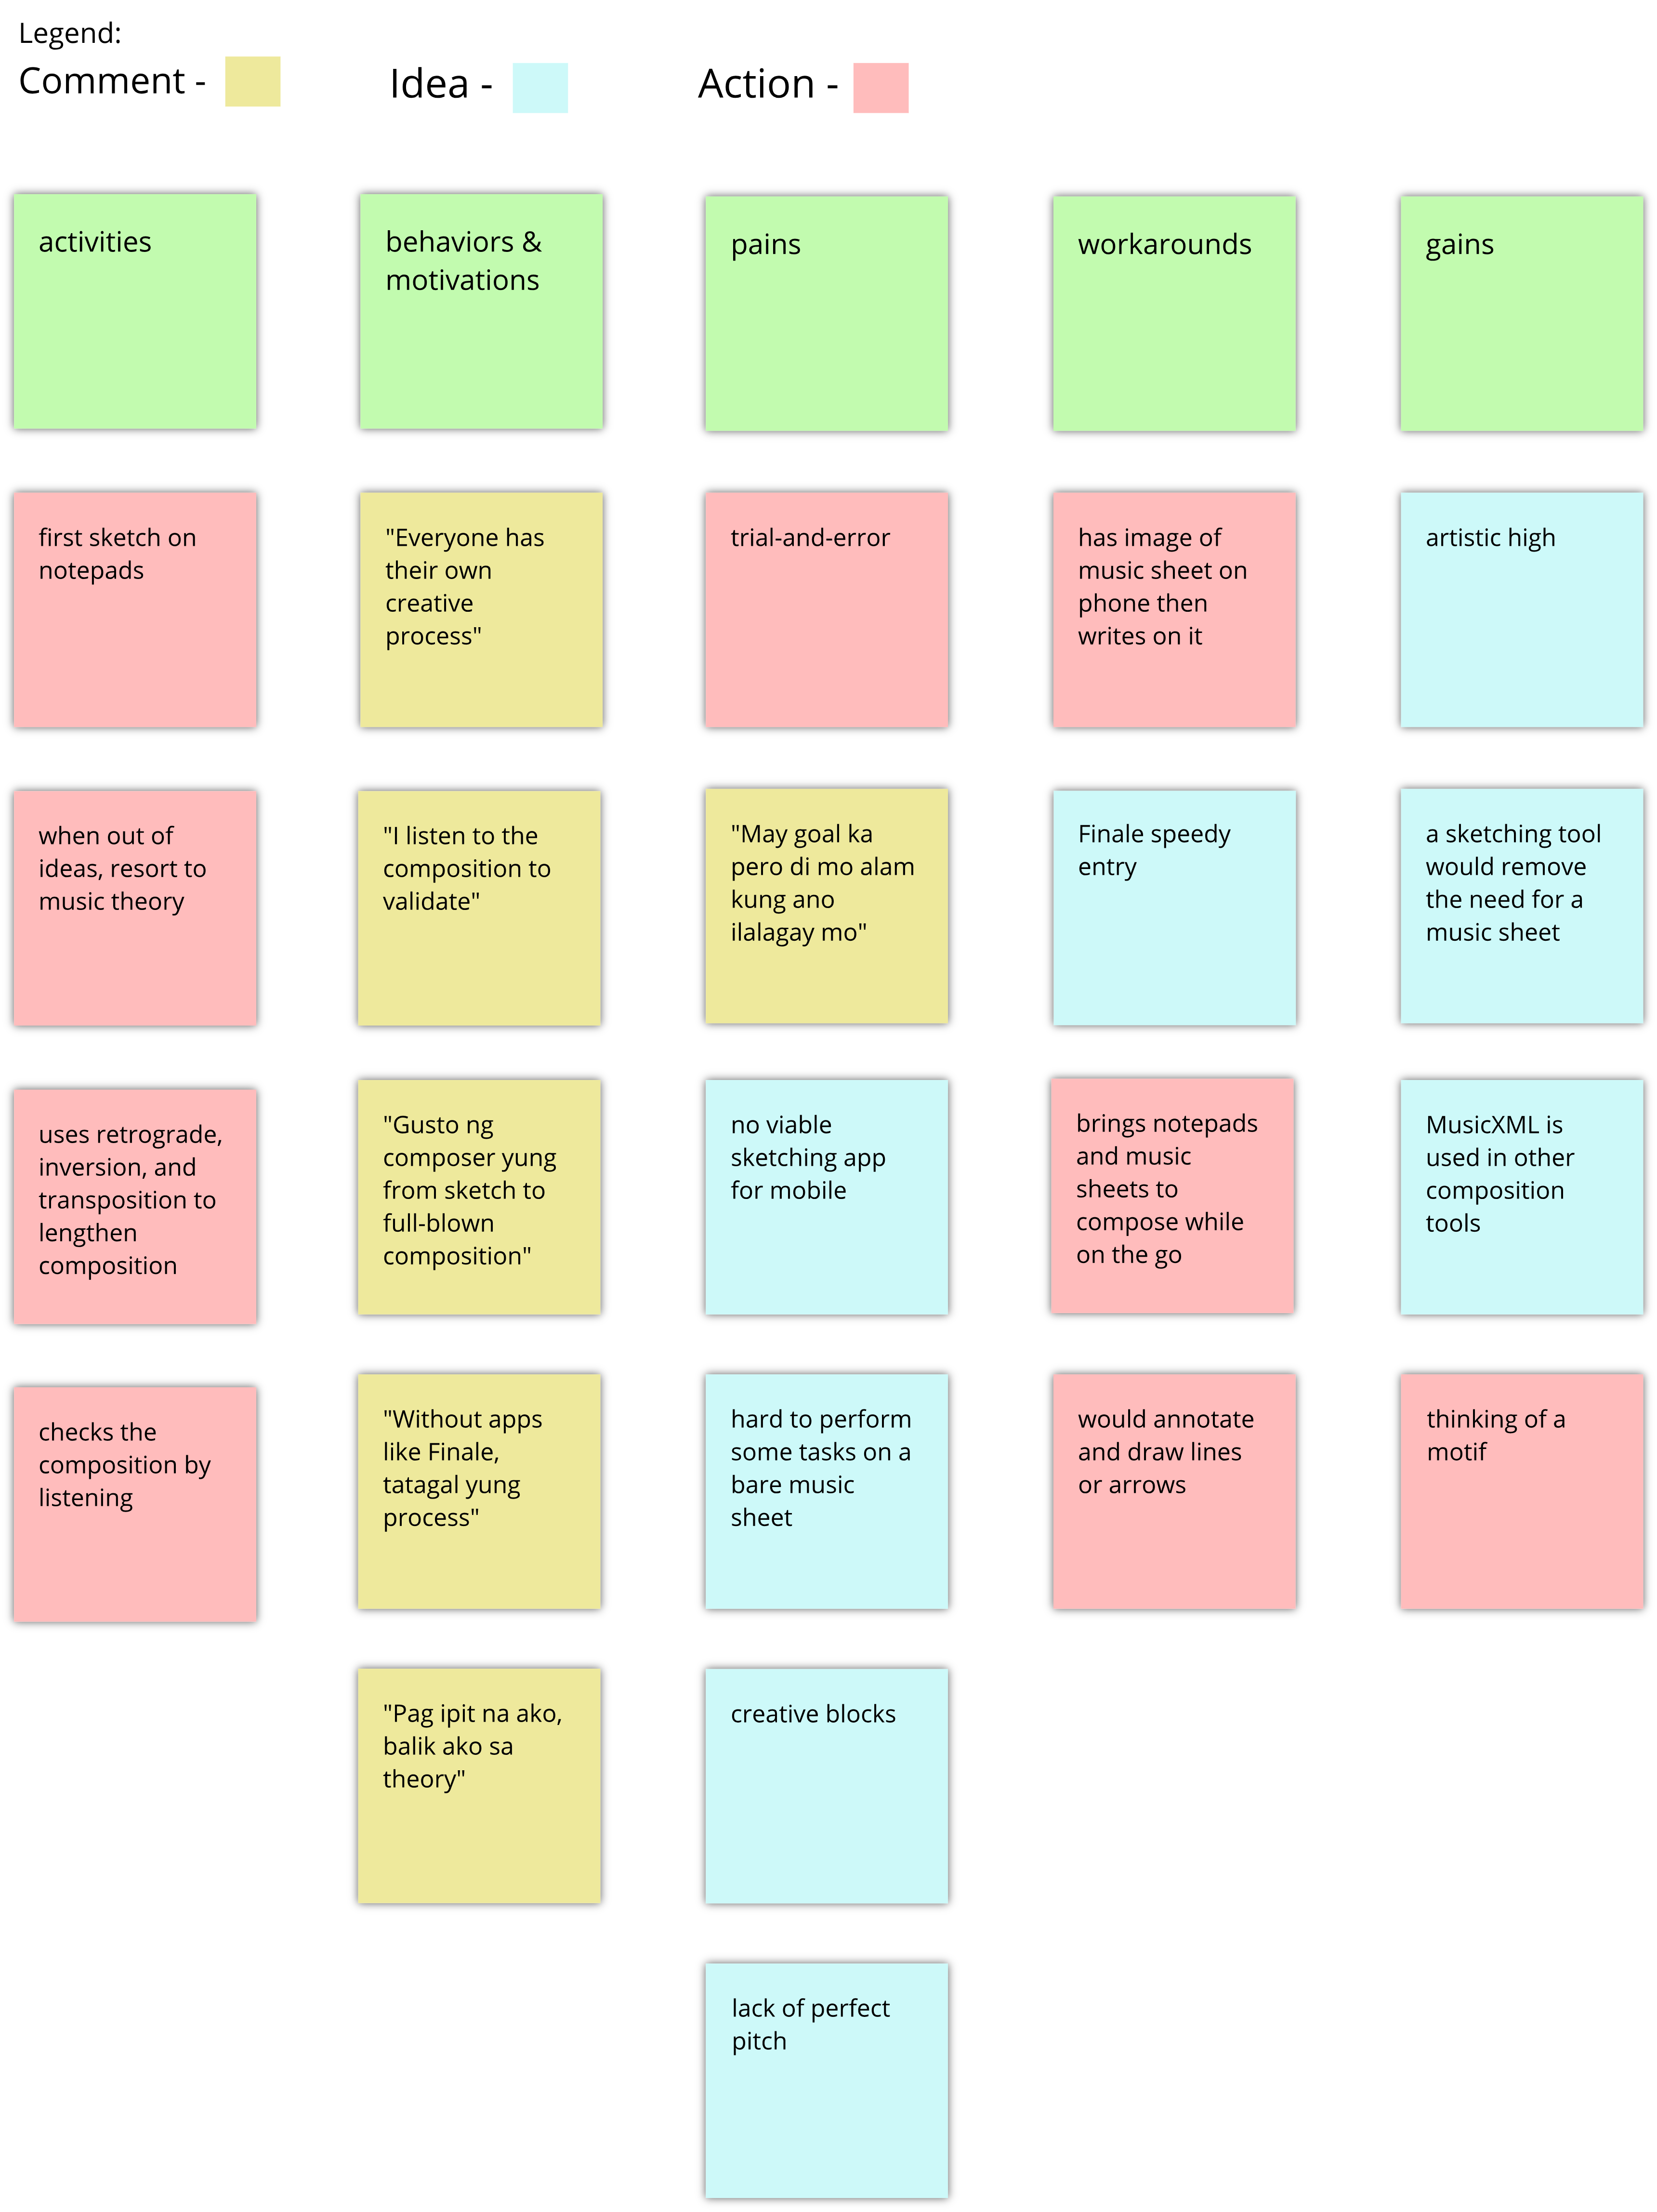 Legend:
Comment -
Idea -
Action -
activities
behaviors &
motivations
pains
workarounds
gains
first sketch on
notepads
"Everyone has
their own
creative
process"
trial-and-error
has image of
music sheet on
phone then
writes on it
artistic high
when out of
ideas, resort to
music theory
"I listen to the
composition to
validate"
"May goal ka
pero di mo alam
kung ano
ilalagay mo"
Finale speedy
entry
a sketching tool
would remove
the need for a
music sheet
uses retrograde,
inversion, and
transposition to
lengthen
composition
"Gusto ng
composer yung
from sketch to
full-blown
composition"
no viable
sketching app
for mobile
brings notepads
and music
sheets to
compose while
on the go
MusicXML is
used in other
composition
tools
checks the
composition by
listening
"Without apps
like Finale,
tatagal yung
process"
hard to perform
some tasks on a
bare music
sheet
would annotate
and draw lines
or arrows
thinking of a
motif
"Pag ipit na ako,
balik ako sa
theory"
creative blocks
lack of perfect
pitch